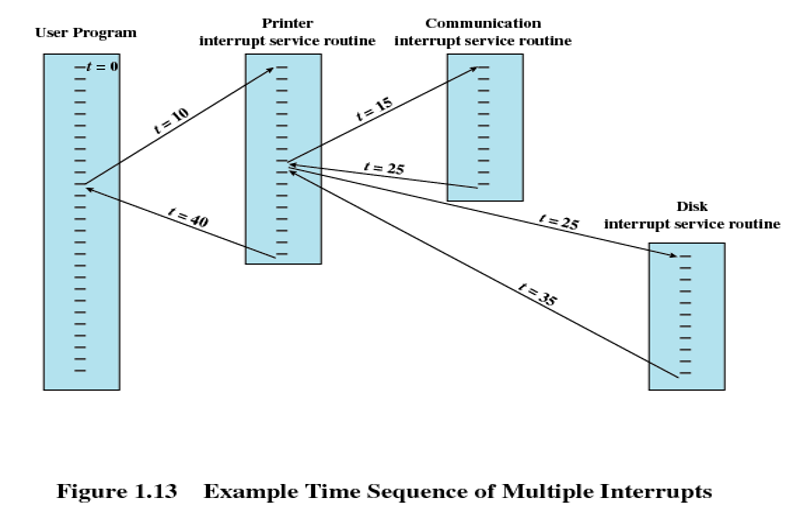 User Program
Printer
interrupt service routine
Communication
interrupt service routine
t = 0
t = 10
t = 15
t = 25
t = 40
Disk
interrupt service routine
t = 25
t = 35
Figure 1.13 Example Time Sequence of Multiple Interrupts